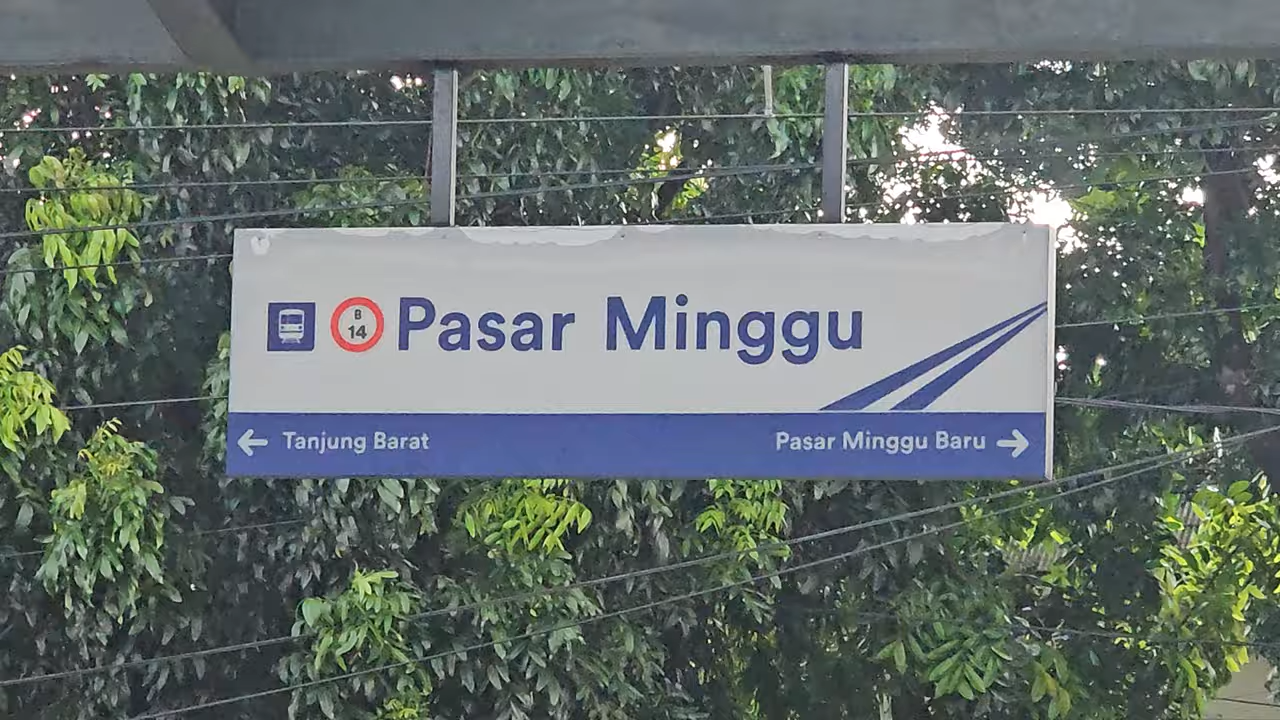 B
14
Pasar Minggu
← Tanjung Barat
Pasar Minggu Baru →